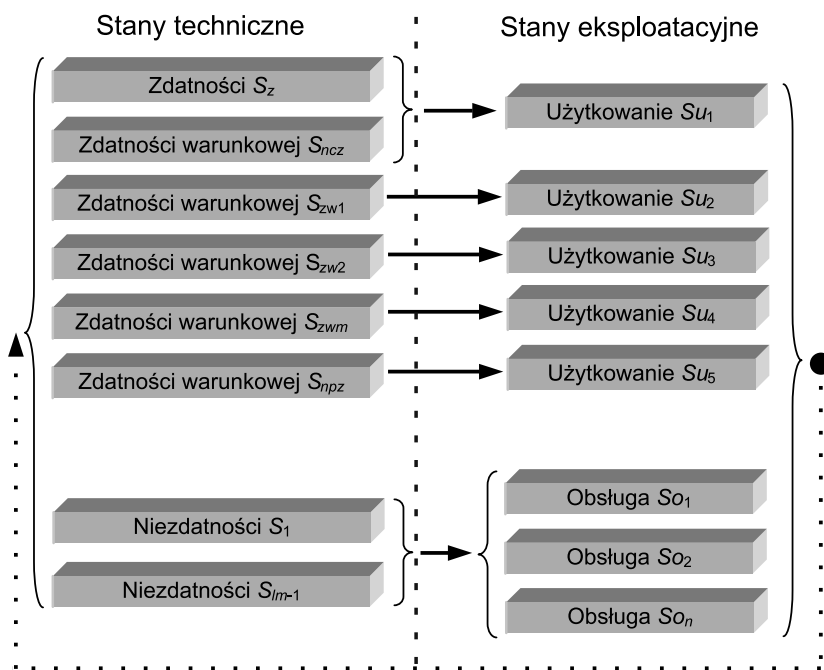 Stany techniczne
Zdatności Sz
Zdatności warunkowej Sncz
Zdatności warunkowej Szw1
Zdatności warunkowej Szw2
Zdatności warunkowej Szwm
Zdatności warunkowej Snpz
Niezdatności S1
Niezdatności Slm-1
Stany eksploatacyjne
Użytkowanie Su1
Użytkowanie Su2
Użytkowanie Su3
Użytkowanie Su4
Użytkowanie Su5
Obsługa So1
Obsługa So2
Obsługa Son